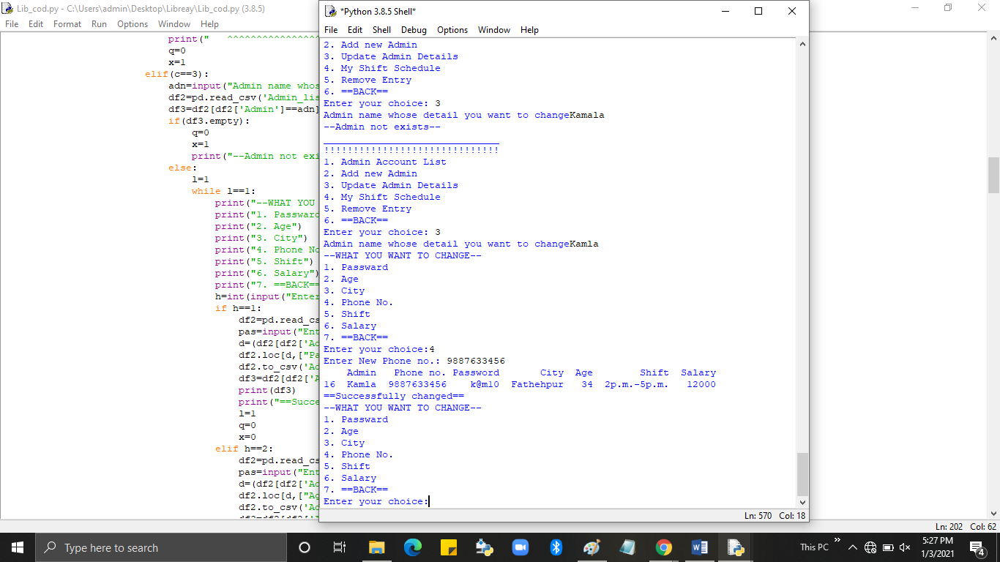 Lib_cod.py - C:\Users\admin\Desktop\Libreay\Lib_cod.py (3.8.5)
File Edit Format Run Options Window Help
print(" ^^^^^^^^^^^^^^^^
q=0
x=1
elif(c==3):
adn=input("Admin name whos
df2=pd.read_csv('Admin_lis
df3=df2[df2['Admin']==adn]
if(df3.empty):
q=0
x=1
print("--Admin not exi
else:
l=1
while l==1:
print("--WHAT YOU
print("1. Password
print("2. Age")
print("3. City")
print("4. Phone No
print("5. Shift")
print("6. Salary")
print("7. ==BACK==
h=int(input("Enter
if h==1:
df2=pd.read_cs
pas=input("Ent
d=(df2[df2['Ad
df2.loc[d,["Pa
df2.to_csv('Ad
df3=df2[df2['A
print(df3)
print("==Succe
l=1
q=0
x=0
elif h==2:
df2=pd.read_cs
pas=input("Ent
d=(df2[df2['Ad
df2.loc[d,["Ag
df2.to_csv('Ad
*Python 3.8.5 Shell*
File Edit Shell Debug Options Window Help
2. Add new Admin
3. Update Admin Details
4. My Shift Schedule
5. Remove Entry
6. ==BACK==
Enter your choice: 3
Admin name whose detail you want to changeKamala
--Admin not exists--
______________________________
!!!!!!!!!!!!!!!!!!!!!!!!!!!!!!
1. Admin Account List
2. Add new Admin
3. Update Admin Details
4. My Shift Schedule
5. Remove Entry
6. ==BACK==
Enter your choice: 3
Admin name whose detail you want to changeKamla
--WHAT YOU WANT TO CHANGE--
1. Password
2. Age
3. City
4. Phone No.
5. Shift
6. Salary
7. ==BACK==
Enter your choice:4
Enter New Phone no.: 9887633456
Admin Phone no. Password City Age Shift Salary
16 Kamla 9887633456 k@m10 Fathehpur 34 2p.m.-5p.m. 12000
==Successfully changed==
--WHAT YOU WANT TO CHANGE--
1. Password
2. Age
3. City
4. Phone No.
5. Shift
6. Salary
7. ==BACK==
Enter your choice:
Ln: 570 Col: 18
Ln: 202 Col: 62
Type here to search
This PC
5:27 PM
1/3/2021
4